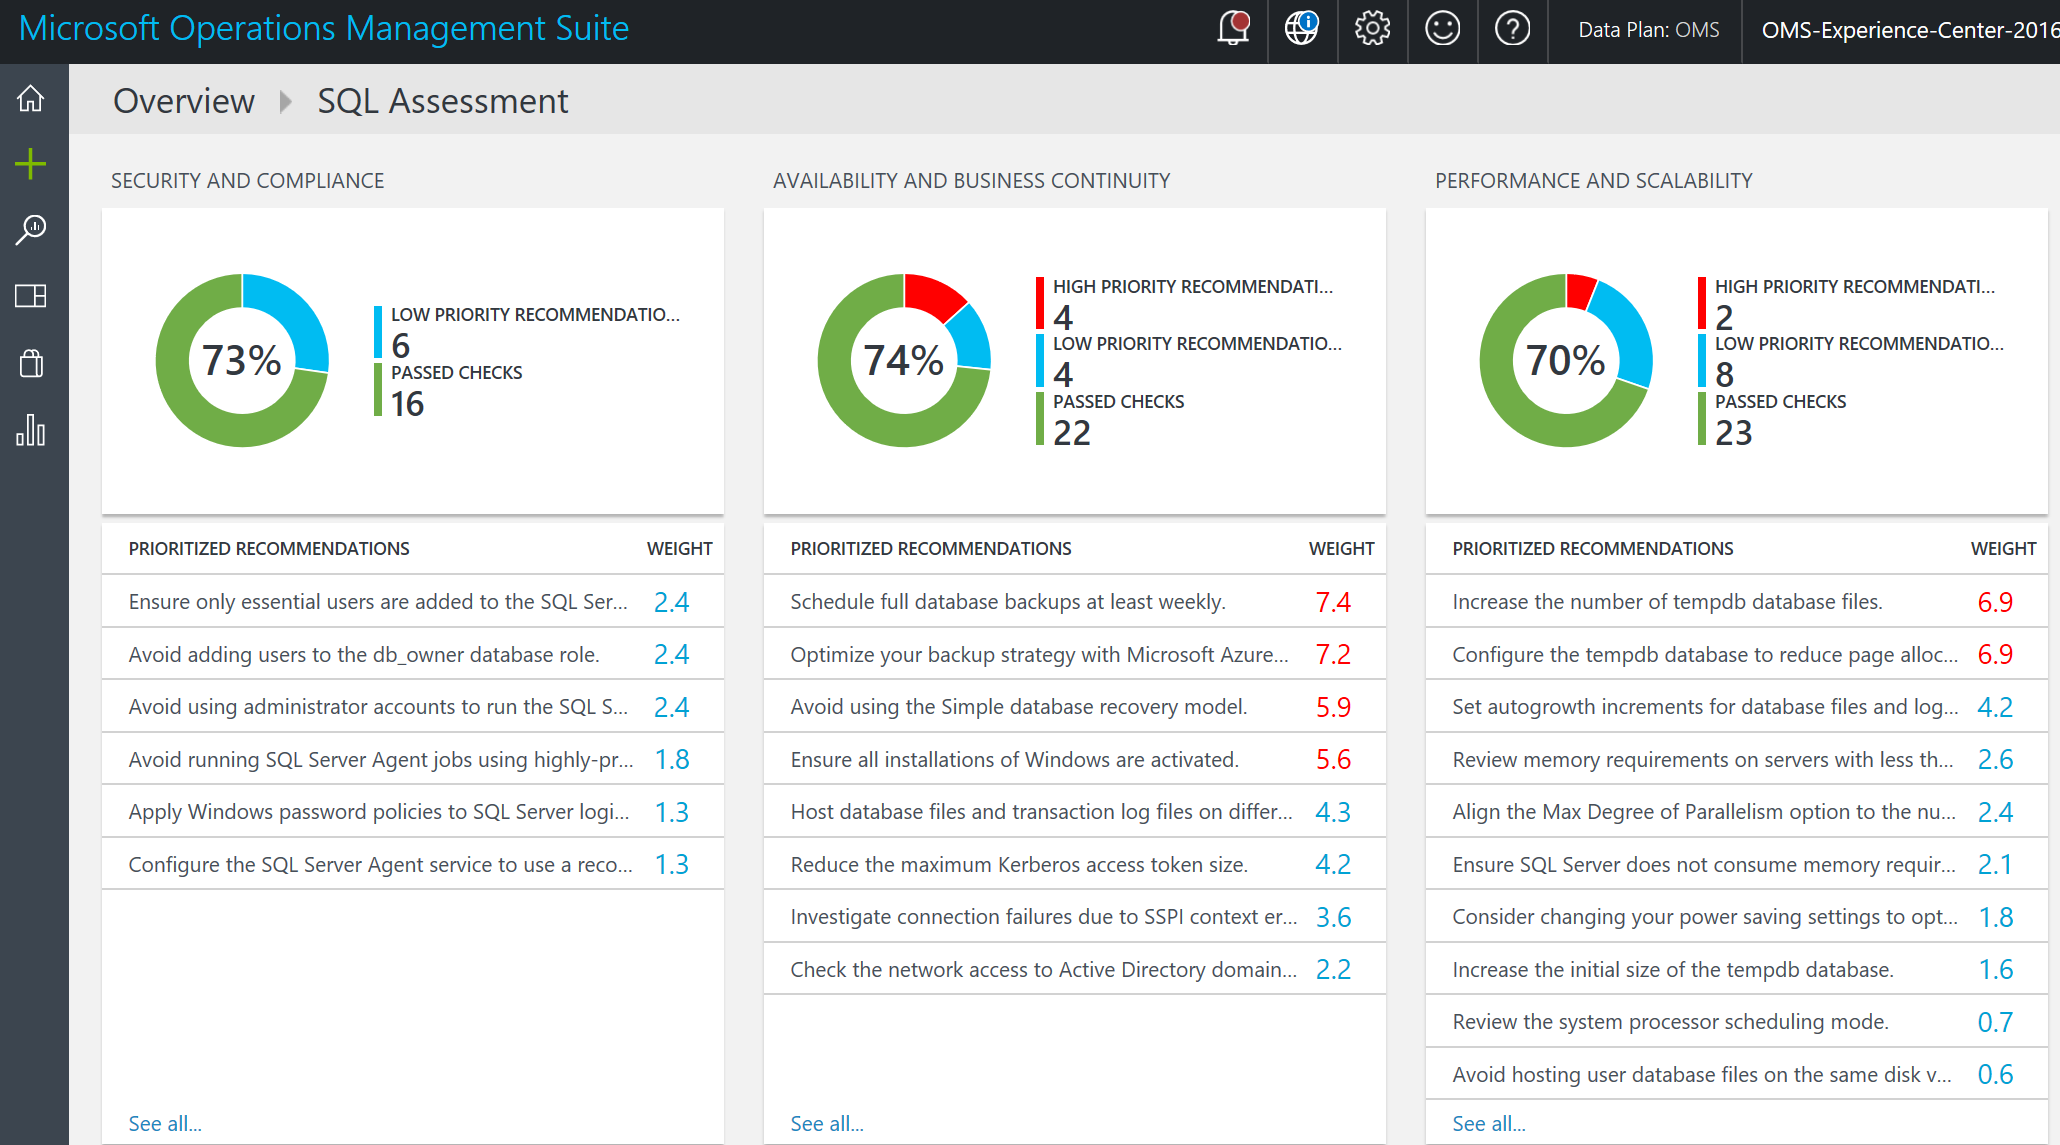 Microsoft Operations Management Suite
Data Plan: OMS
OMS-Experience-Center-2016
Overview
SQL Assessment
SECURITY AND COMPLIANCE
73%
LOW PRIORITY RECOMMENDATIO...
6
PASSED CHECKS
16
PRIORITIZED RECOMMENDATIONS WEIGHT
Ensure only essential users are added to the SQL Ser... 2.4
Avoid adding users to the db_owner database role. 2.4
Avoid using administrator accounts to run the SQL S... 2.4
Avoid running SQL Server Agent jobs using highly-pr... 1.8
Apply Windows password policies to SQL Server logi... 1.3
Configure the SQL Server Agent service to use a reco... 1.3
See all...
AVAILABILITY AND BUSINESS CONTINUITY
74%
HIGH PRIORITY RECOMMENDATI...
4
LOW PRIORITY RECOMMENDATIO...
4
PASSED CHECKS
22
PRIORITIZED RECOMMENDATIONS WEIGHT
Schedule full database backups at least weekly. 7.4
Optimize your backup strategy with Microsoft Azure... 7.2
Avoid using the Simple database recovery model. 5.9
Ensure all installations of Windows are activated. 5.6
Host database files and transaction log files on differ... 4.3
Reduce the maximum Kerberos access token size. 4.2
Investigate connection failures due to SSPI context er... 3.6
Check the network access to Active Directory domain... 2.2
See all...
PERFORMANCE AND SCALABILITY
70%
HIGH PRIORITY RECOMMENDATI...
2
LOW PRIORITY RECOMMENDATIO...
8
PASSED CHECKS
23
PRIORITIZED RECOMMENDATIONS WEIGHT
Increase the number of tempdb database files. 6.9
Configure the tempdb database to reduce page alloc... 6.9
Set autogrowth increments for database files and log... 4.2
Review memory requirements on servers with less th... 2.6
Align the Max Degree of Parallelism option to the nu... 2.4
Ensure SQL Server does not consume memory requir... 2.1
Consider changing your power saving settings to opt... 1.8
Increase the initial size of the tempdb database. 1.6
Review the system processor scheduling mode. 0.7
Avoid hosting user database files on the same disk v... 0.6
See all...